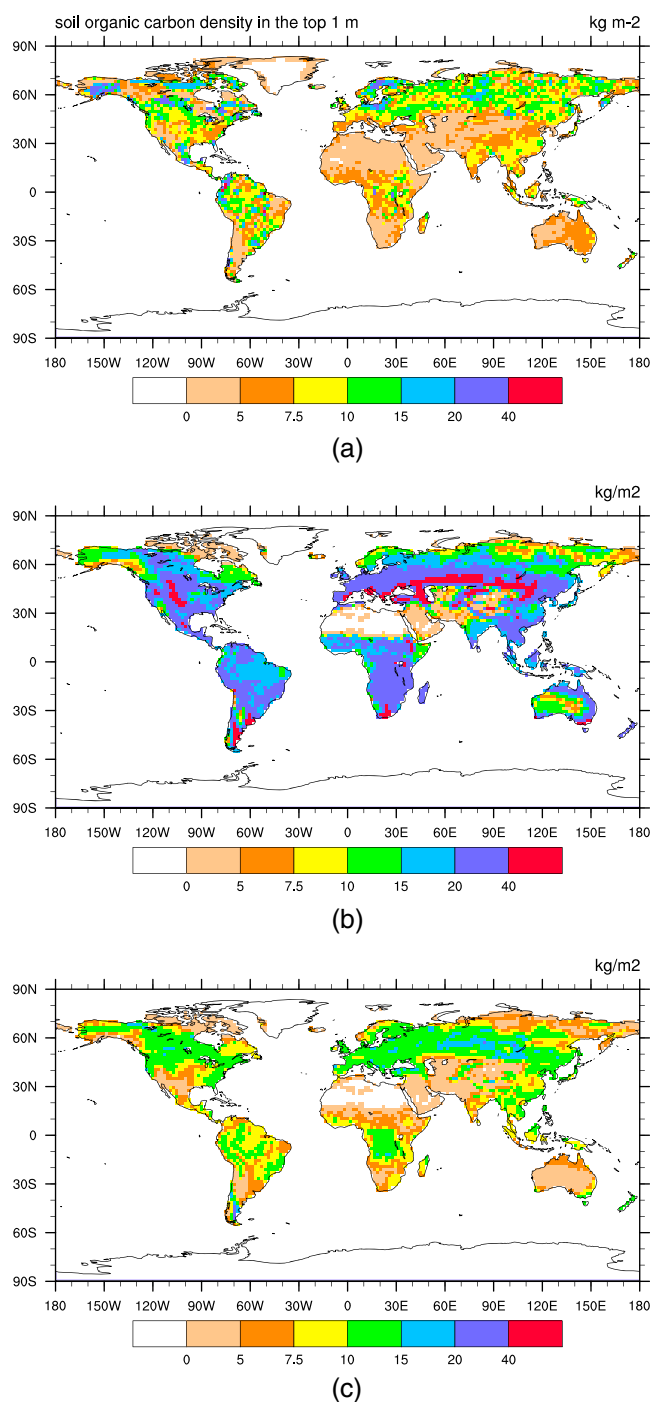 soil organic carbon density in the top 1 m kg m-2
90N
60N
30N
0
30S
60S
90S
180 150W 120W 90W 60W 30W 0 30E 60E 90E 120E 150E 180
0 5 7.5 10 15 20 40
(a)
kg/m2
90N
60N
30N
0
30S
60S
90S
180 150W 120W 90W 60W 30W 0 30E 60E 90E 120E 150E 180
0 5 7.5 10 15 20 40
(b)
kg/m2
90N
60N
30N
0
30S
60S
90S
180 150W 120W 90W 60W 30W 0 30E 60E 90E 120E 150E 180
0 5 7.5 10 15 20 40
(c)